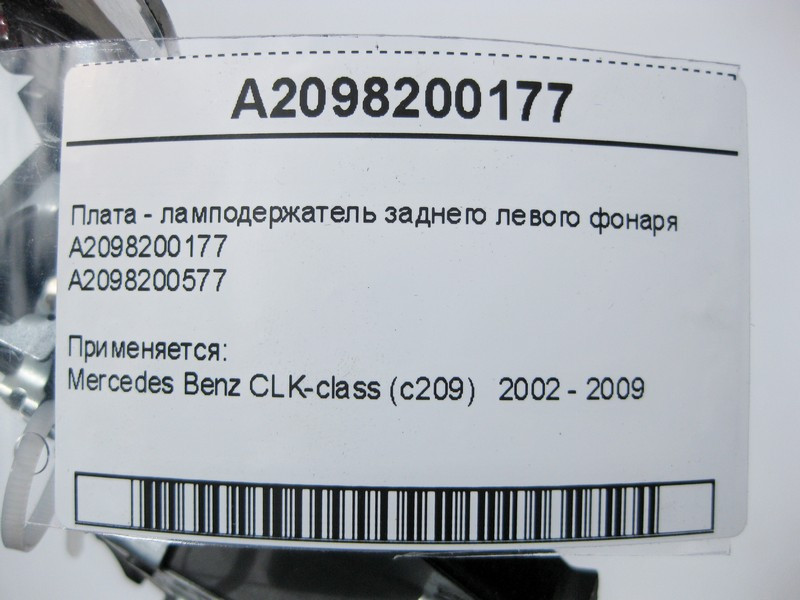 A2098200177
Плата - ламподержатель заднего левого фонаря
A2098200177
A2098200577
Применяется:
Mercedes Benz CLK-class (c209) 2002 - 2009